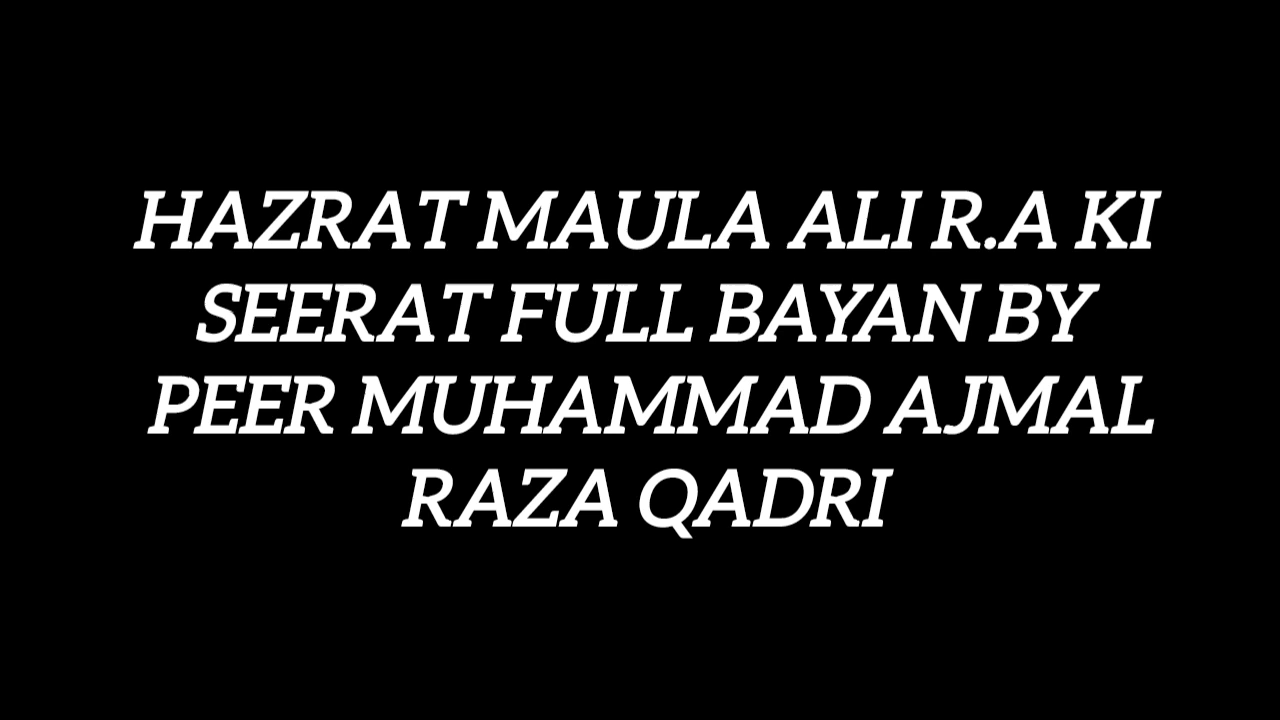 HAZRAT MAULA ALI R.A KI
SEERAT FULL BAYAN BY
PEER MUHAMMAD AJMAL
RAZA QADRI